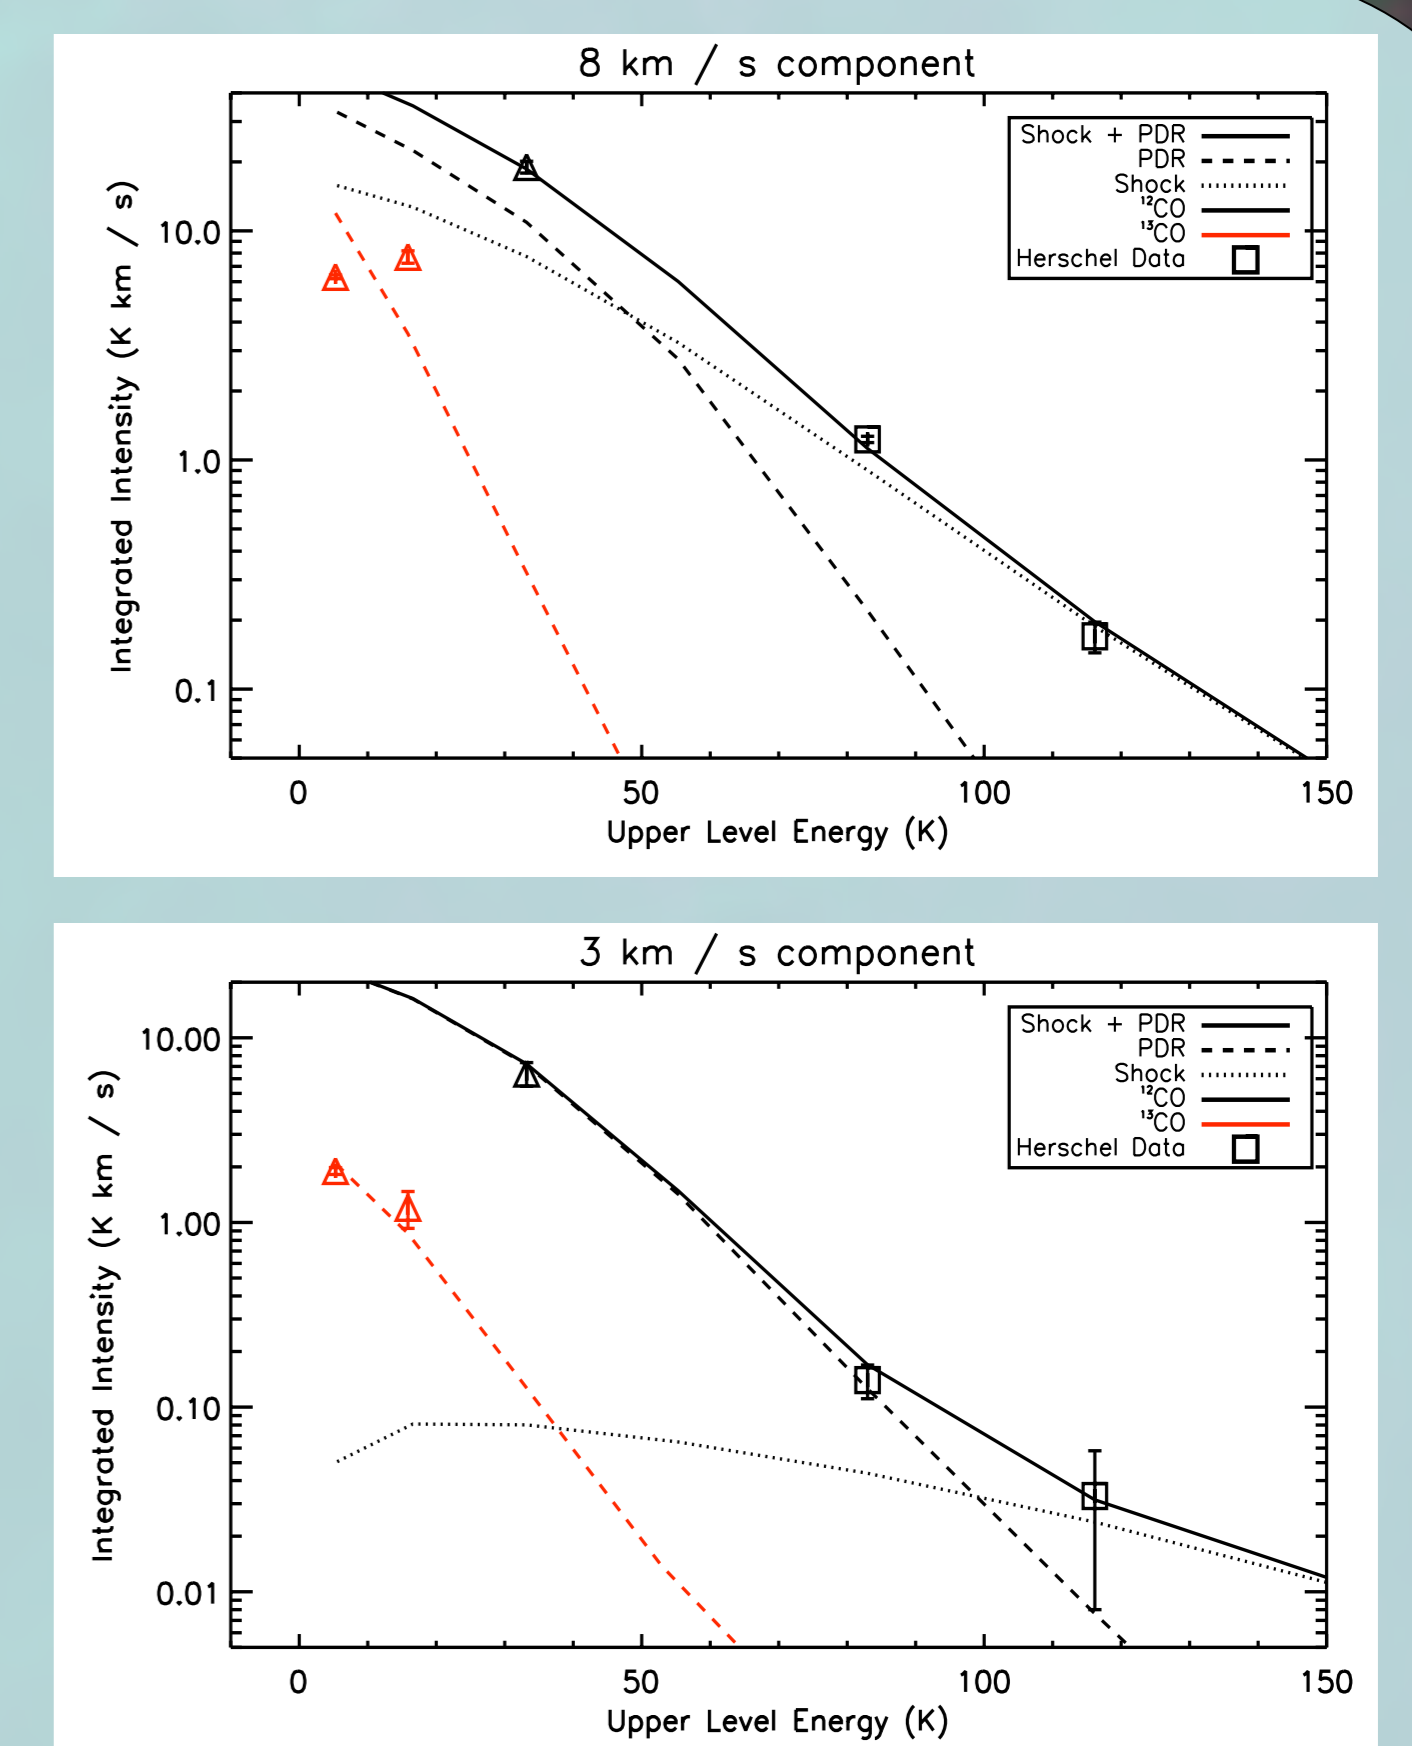 8 km / s component
Integrated Intensity (K km / s)
10.0
1.0
0.1
Shock + PDR
PDR
Shock
¹²CO
¹³CO
Herschel Data
0 50 100 150
Upper Level Energy (K)
3 km / s component
Integrated Intensity (K km / s)
10.00
1.00
0.10
0.01
Shock + PDR
PDR
Shock
¹²CO
¹³CO
Herschel Data
0 50 100 150
Upper Level Energy (K)